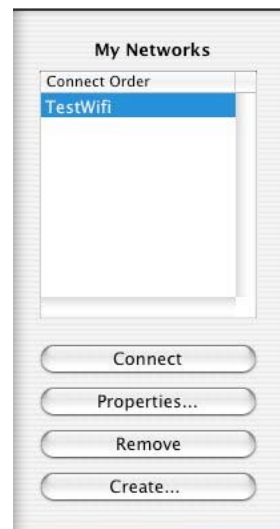 My Networks
Connect Order
TestWifi
Connect
Properties...
Remove
Create...